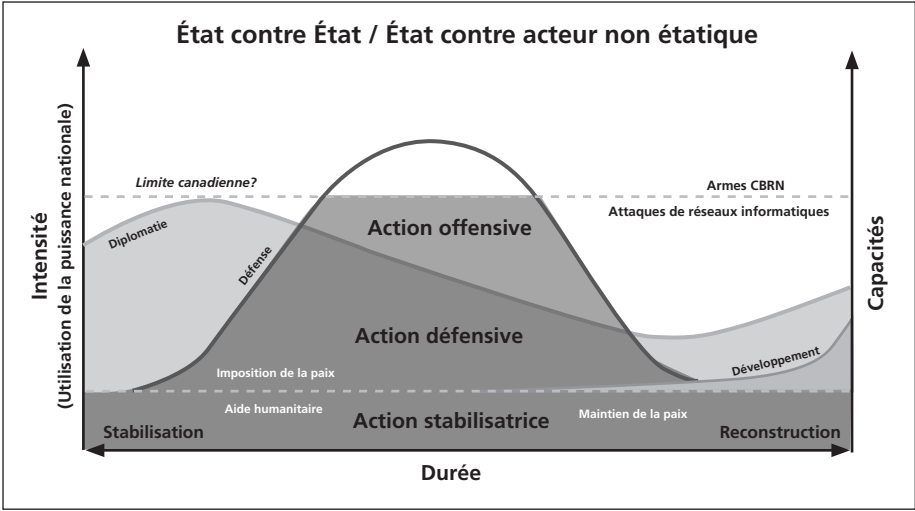 État contre État / État contre acteur non étatique
Intensité
(Utilisation de la puissance nationale)
Capacités
Limite canadienne?
Armes CBRN
Attaques de réseaux informatiques
Diplomatie
Défense
Action offensive
Action défensive
Développement
Imposition de la paix
Aide humanitaire
Maintien de la paix
Action stabilisatrice
Stabilisation
Reconstruction
Durée